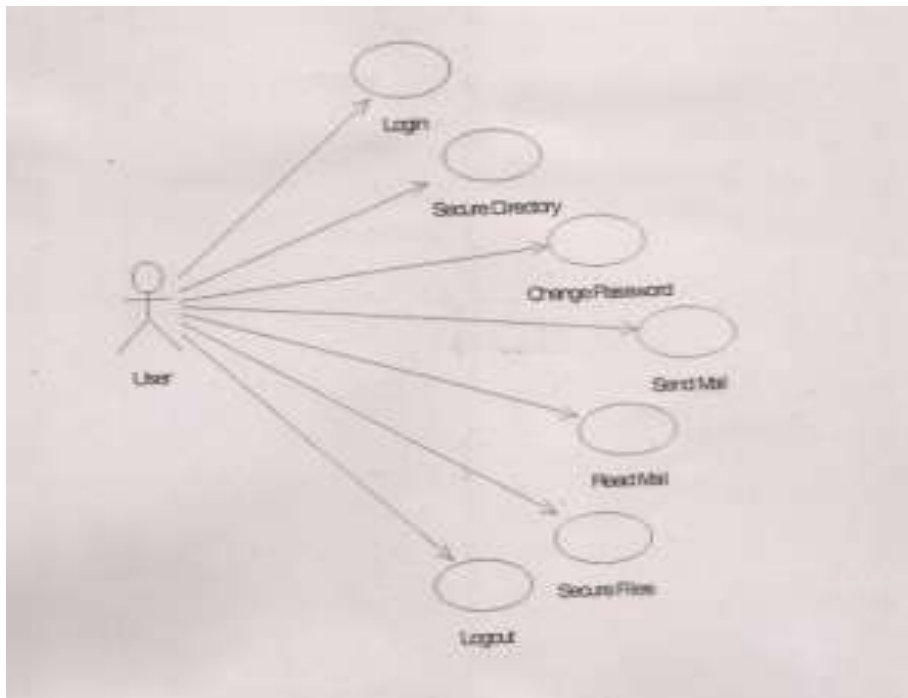 Login
Secure Directory
Change Password
User
Send Mail
Read Mail
Secure Files
Logout